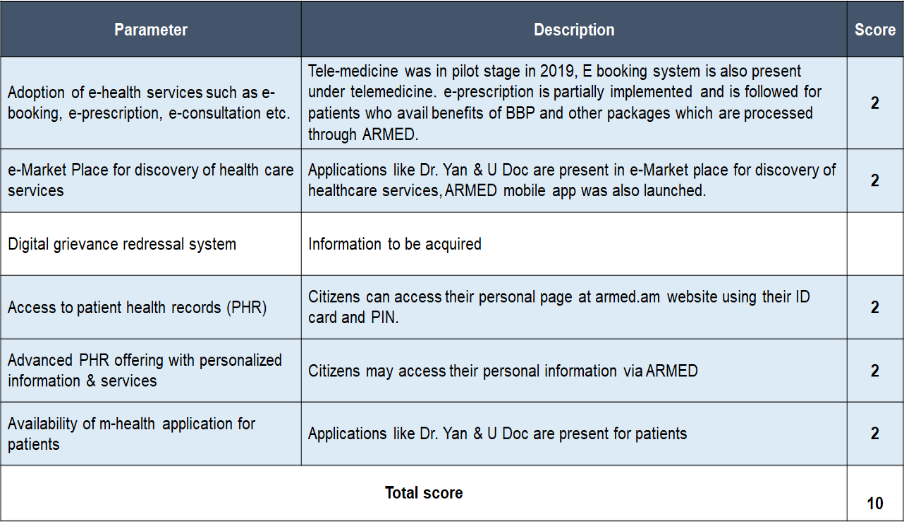 Parameter
Description
Score
Adoption of e-health services such as e-
booking, e-prescription, e-consultation etc.
Tele-medicine was in pilot stage in 2019, E booking system is also present
under telemedicine. e-prescription is partially implemented and is followed for
patients who avail benefits of BBP and other packages which are processed
through ARMED.
2
e-Market Place for discovery of health care
services
Applications like Dr. Yan & U Doc are present in e-Market place for discovery of
healthcare services, ARMED mobile app was also launched.
2
Digital grievance redressal system
Information to be acquired
Access to patient health records (PHR)
Citizens can access their personal page at armed.am website using their ID
card and PIN.
2
Advanced PHR offering with personalized
information & services
Citizens may access their personal information via ARMED
2
Availability of m-health application for
patients
Applications like Dr. Yan & U Doc are present for patients
2
Total score
10